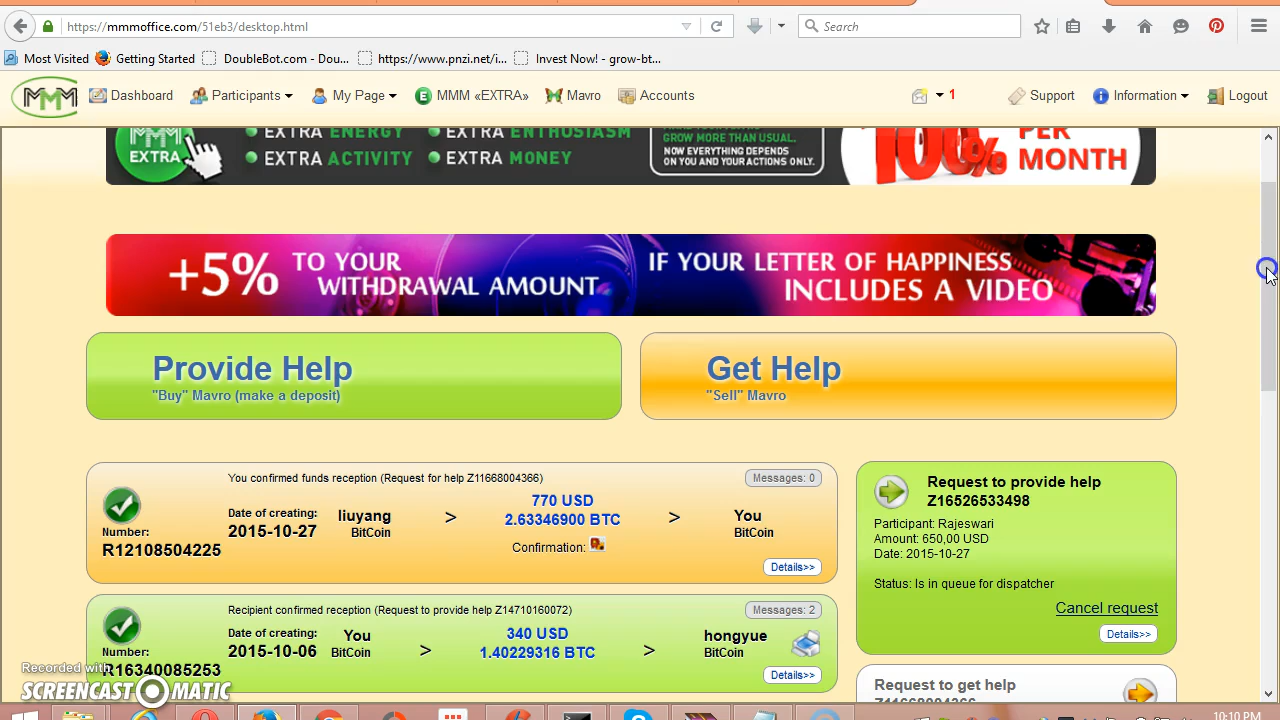 https://mmmoffice.com/51eb3/desktop.html
Search
Most Visited Getting Started DoubleBot.com - Dou... https://www.pnzi.net/i... Invest Now! - grow-bt...
MMM Dashboard Participants My Page MMM «EXTRA» Mavro Accounts 1 Support Information Logout
MMM EXTRA
EXTRA ENERGY EXTRA ENTHUSIASM
EXTRA ACTIVITY EXTRA MONEY
GROW MORE THAN USUAL.
NOW EVERYTHING DEPENDS
ON YOU AND YOUR ACTIONS ONLY.
100% PER
MONTH
+5% TO YOUR
WITHDRAWAL AMOUNT
IF YOUR LETTER OF HAPPINESS
INCLUDES A VIDEO
Provide Help
"Buy" Mavro (make a deposit)
Get Help
"Sell" Mavro
You confirmed funds reception (Request for help Z11668004366)
Messages: 0
Number:
R12108504225
Date of creating:
2015-10-27
liuyang
BitCoin
>
770 USD
2.63346900 BTC
Confirmation:
>
You
BitCoin
Details>>
Recipient confirmed reception (Request to provide help Z14710160072)
Messages: 2
Number:
R16340085253
Date of creating:
2015-10-06
You
BitCoin
>
340 USD
1.40229316 BTC
>
hongyue
BitCoin
Details>>
Request to provide help
Z16526533498
Participant: Rajeswari
Amount: 650,00 USD
Date: 2015-10-27
Status: Is in queue for dispatcher
Cancel request
Details>>
Request to get help
Z11668004366
Recorded with
SCREENCAST MATIC
10:10 PM